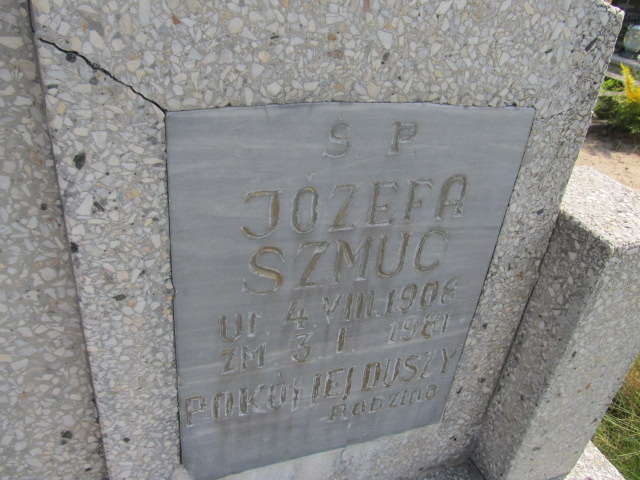 S. P.
JÓZEFA
SZMUC
Ur. 4.VIII.1908
ZM. 3 I. 1981
POKÓJ JEJ DUSZY
Rodzina